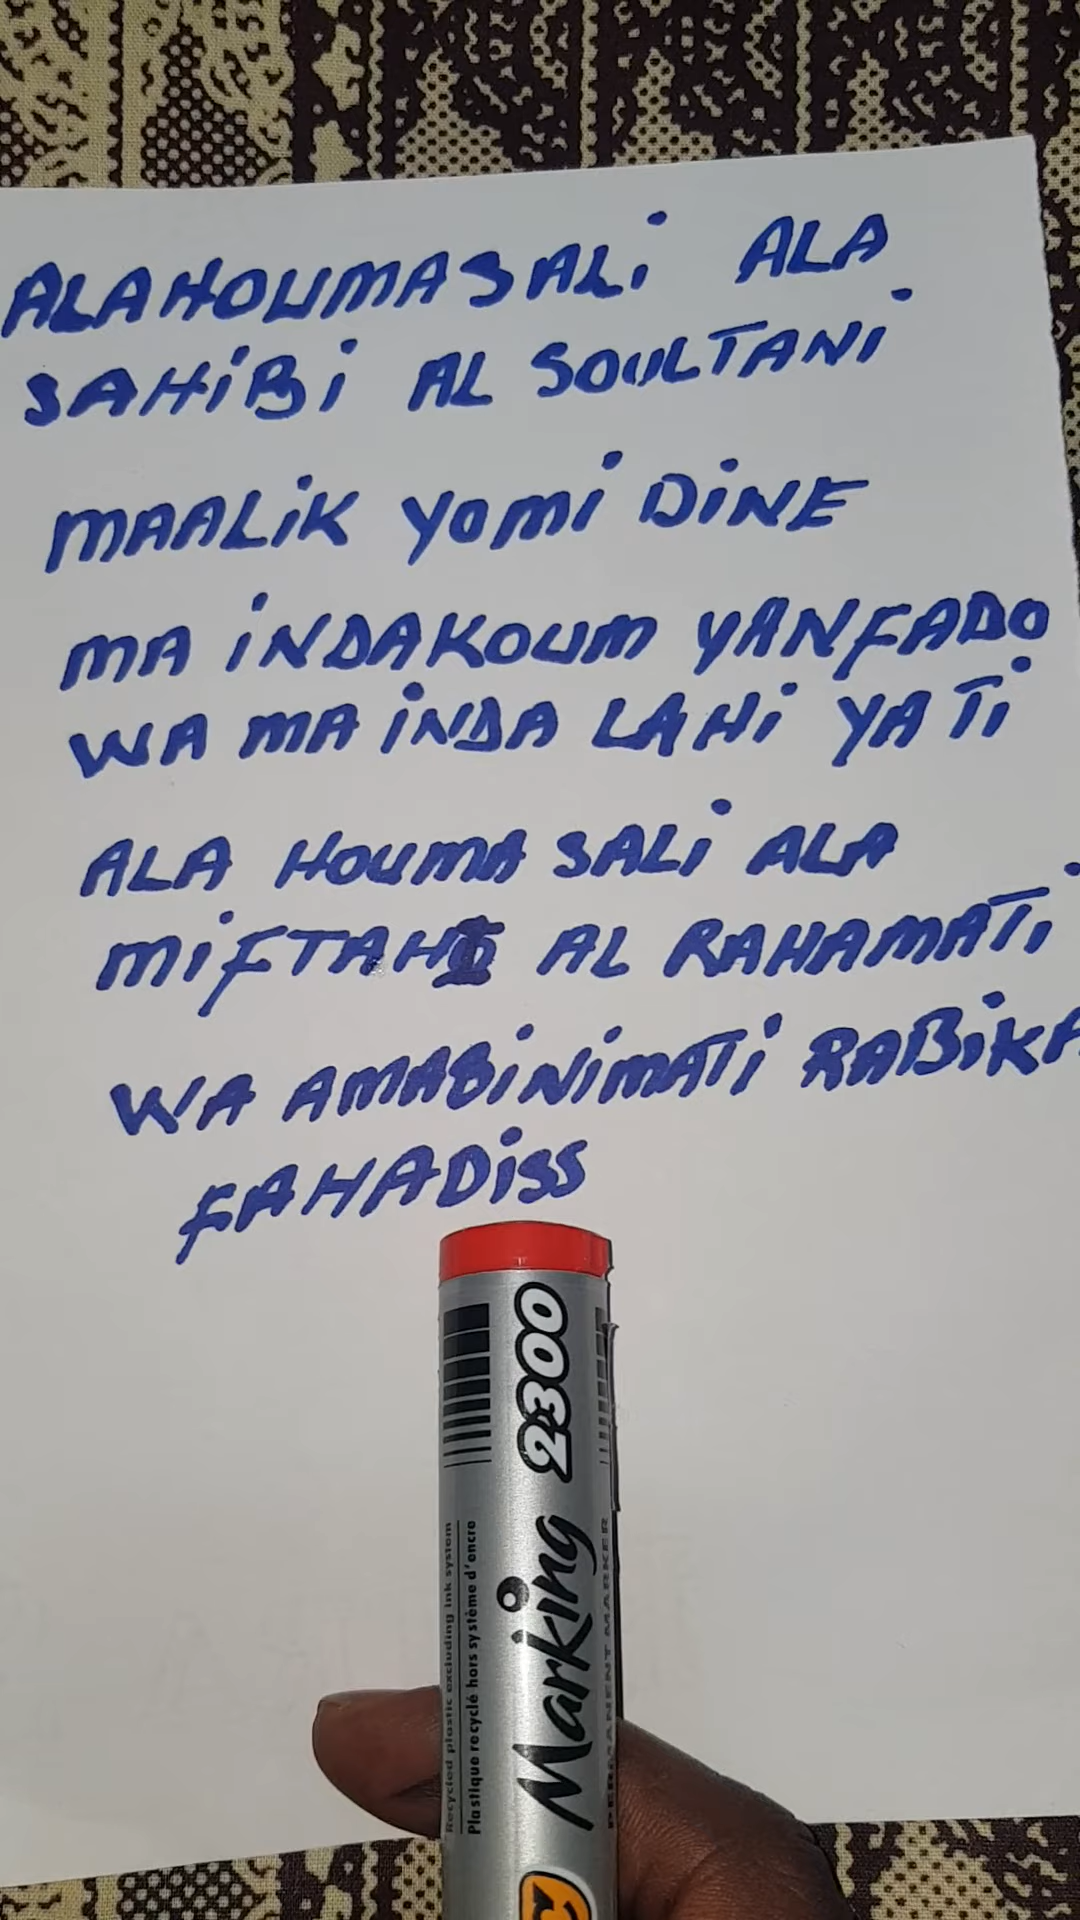 ALAHOUMASALi ALA
SAHiBi AL SOULTANi
MAALiK YOMi DiNE
MA iNDAKOUM YANFADO
WA MA iNDA LAHi YATi
ALA HOUMA SALi ALA
MiFTAHI AL RAHAMATi
WA AMABiNiMATi RABiKA
FAHADiSS
Marking 2300
PERMANENT MARKER
Recycled plastic excluding ink system
Plastique recyclé hors système d'encre